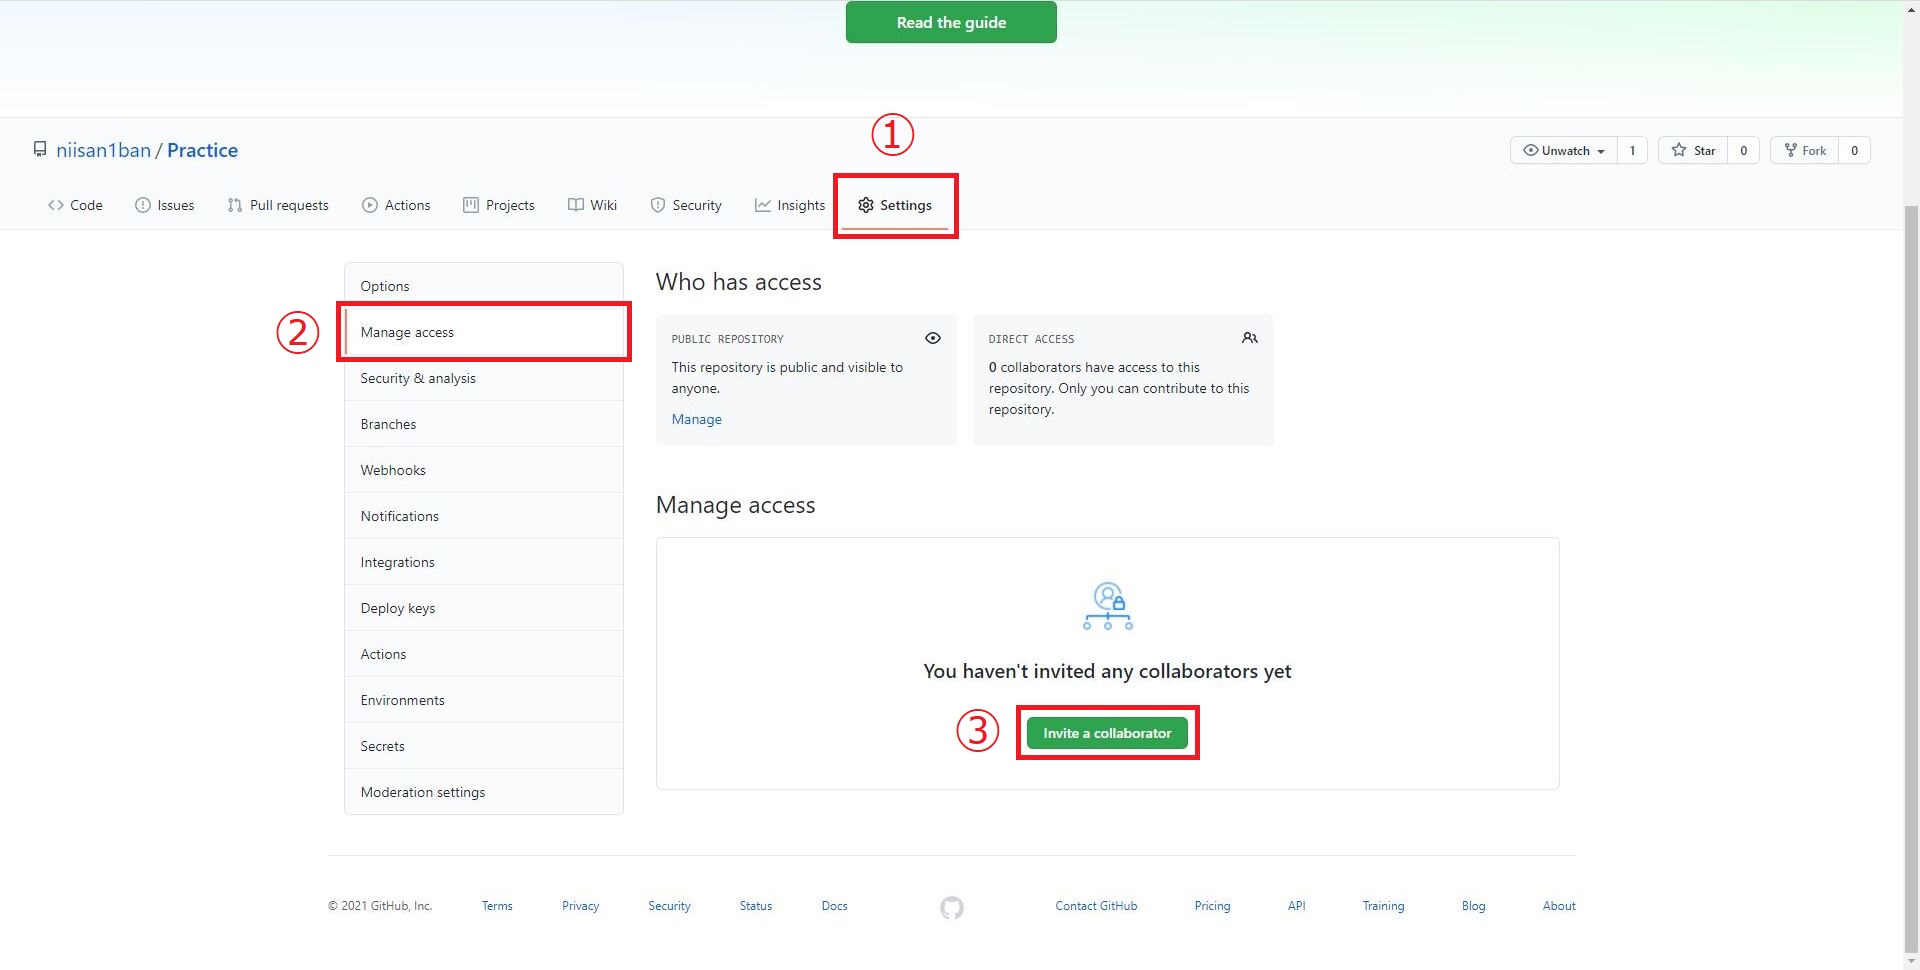 Read the guide
①
niisan1ban / Practice
Unwatch 1 Star 0 Fork 0
Code Issues Pull requests Actions Projects Wiki Security Insights Settings
Options
②
Manage access
Security & analysis
Branches
Webhooks
Notifications
Integrations
Deploy keys
Actions
Environments
Secrets
Moderation settings
Who has access
PUBLIC REPOSITORY
This repository is public and visible to
anyone.
Manage
DIRECT ACCESS
0 collaborators have access to this
repository. Only you can contribute to this
repository.
Manage access
You haven't invited any collaborators yet
③
Invite a collaborator
© 2021 GitHub, Inc. Terms Privacy Security Status Docs Contact GitHub Pricing API Training Blog About